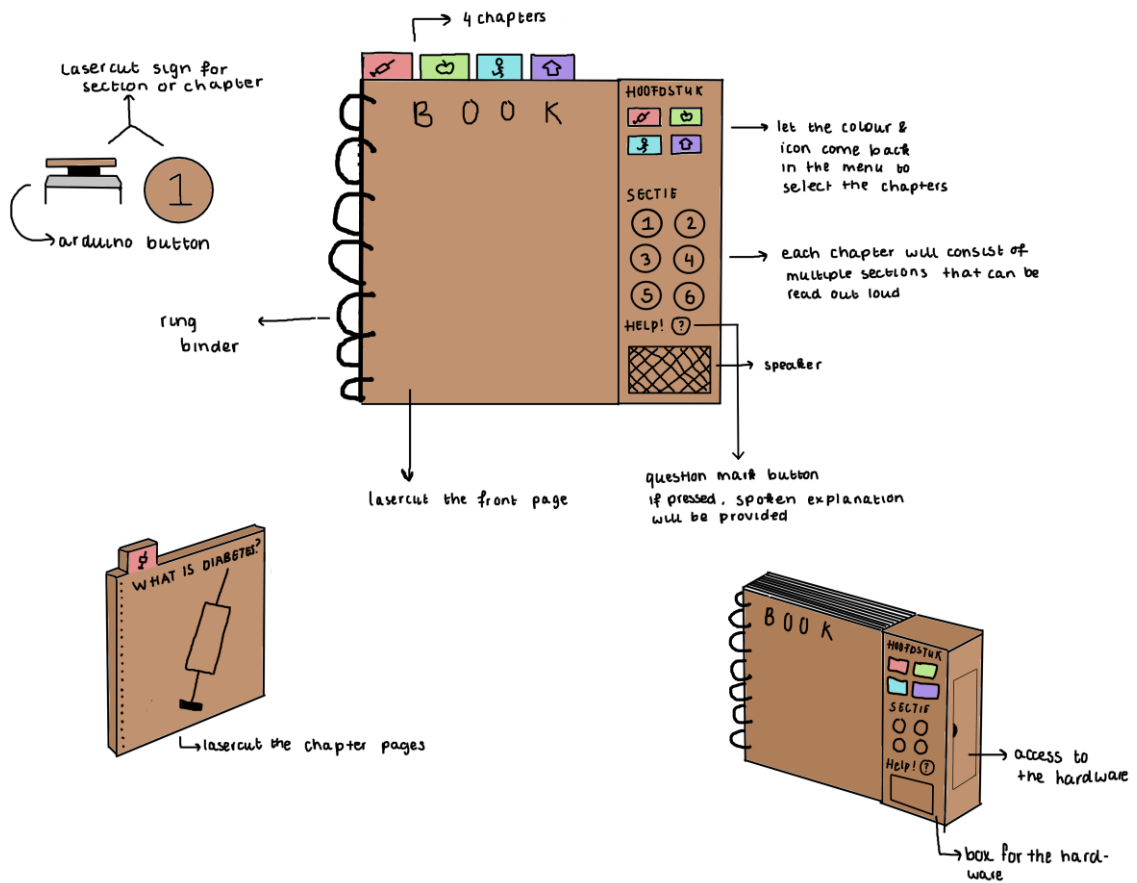 4 chapters
Lasercut sign for
section or chapter
1
arduino button
ring
binder
BOOK
HOOFDSTUK
SECTIE
1 2
3 4
5 6
HELP! ?
let the colour &
icon come back
in the menu to
select the chapters
each chapter will consist of
multiple sections that can be
read out loud
speaker
lasercut the front page
question mark button
if pressed, spoken explanation
will be provided
WHAT IS DIABETES?
lasercut the chapter pages
BOOK
HOOFDSTUK
SECTIE
Help! ?
access to
the hardware
box for the hard-
ware